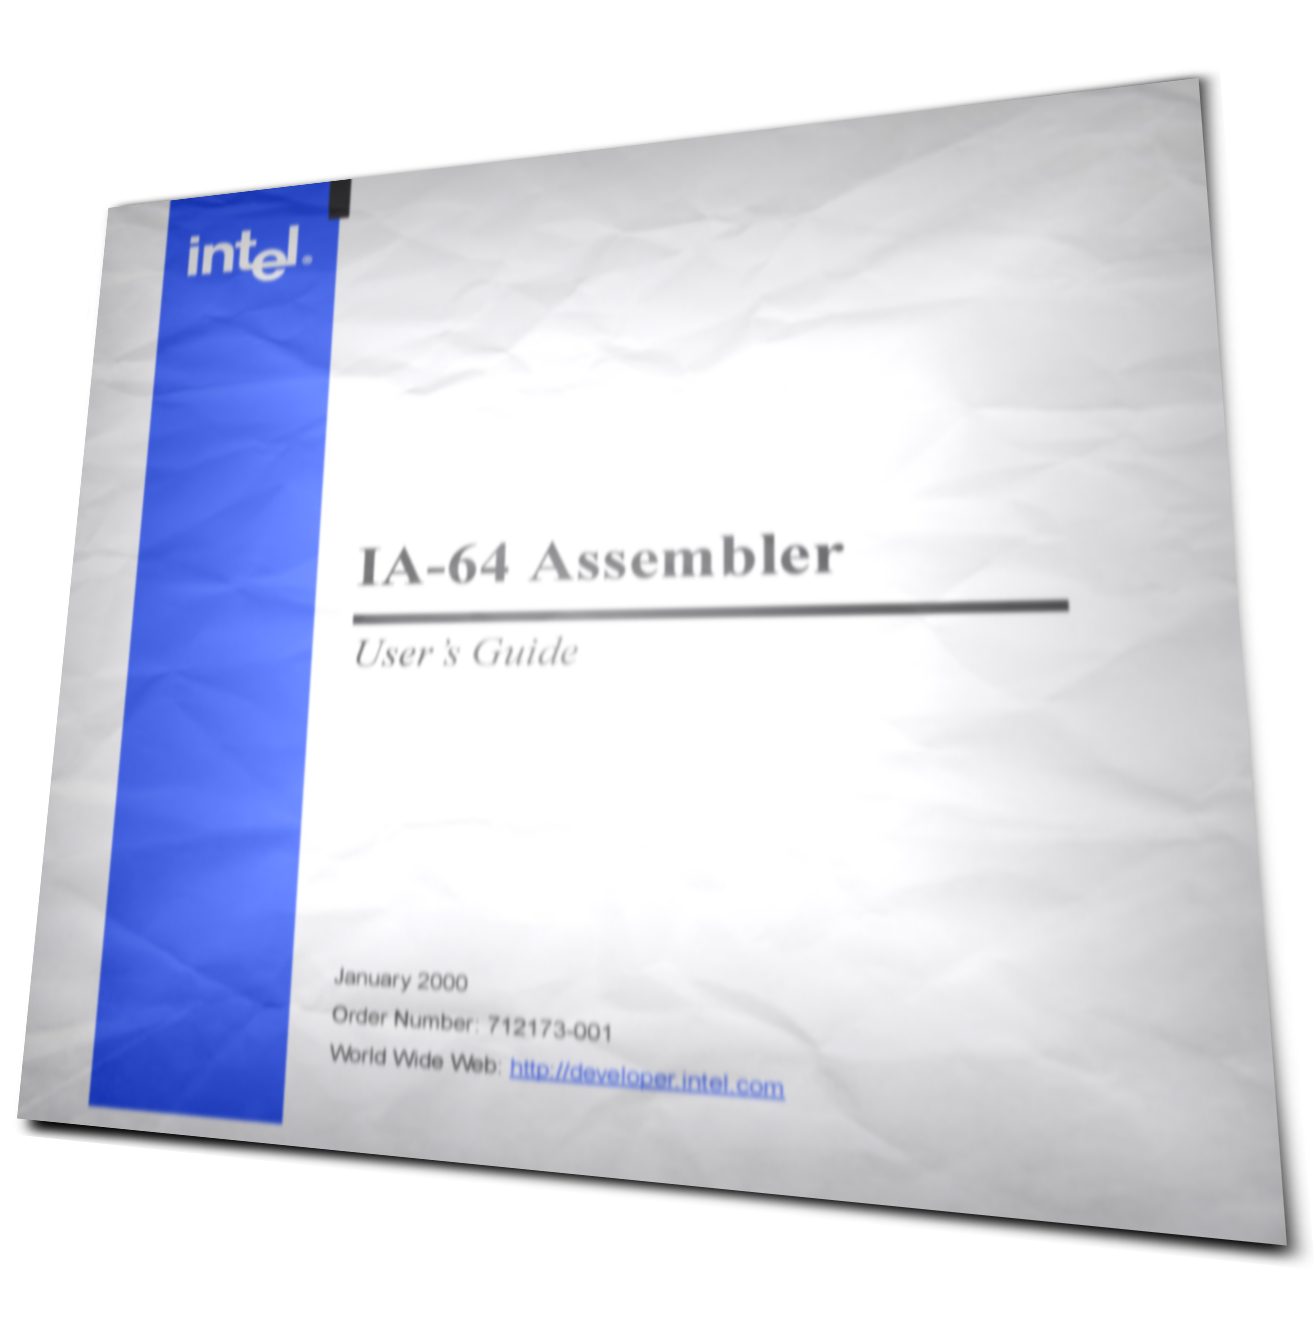 intel®
IA-64 Assembler
User's Guide
January 2000
Order Number: 712173-001
World Wide Web: http://developer.intel.com